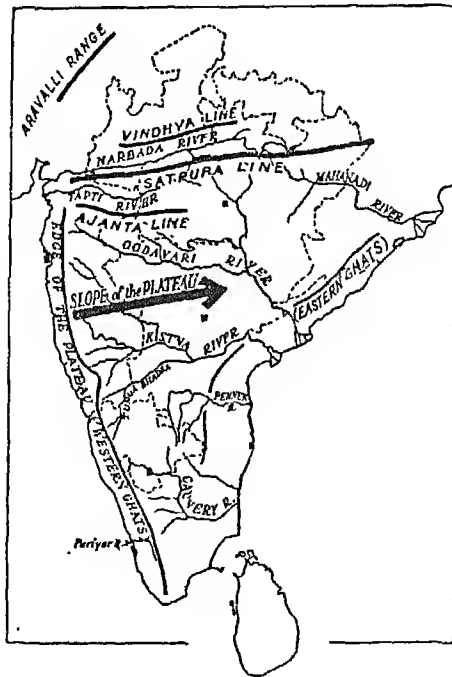 ARAVALLI RANGE
VINDHYA LINE
NARBADA RIVER
SATPURA LINE
MAHANADI
RIVER
TAPTI RIVER
AJANTA LINE
GODAVARI RIVER
EDGE OF THE PLATEAU (WESTERN GHATS)
(EASTERN GHATS)
SLOPE of the PLATEAU
KISTNA RIVER
BHADRA
PENNER
R.
CAUVERY R.
Periyar R.